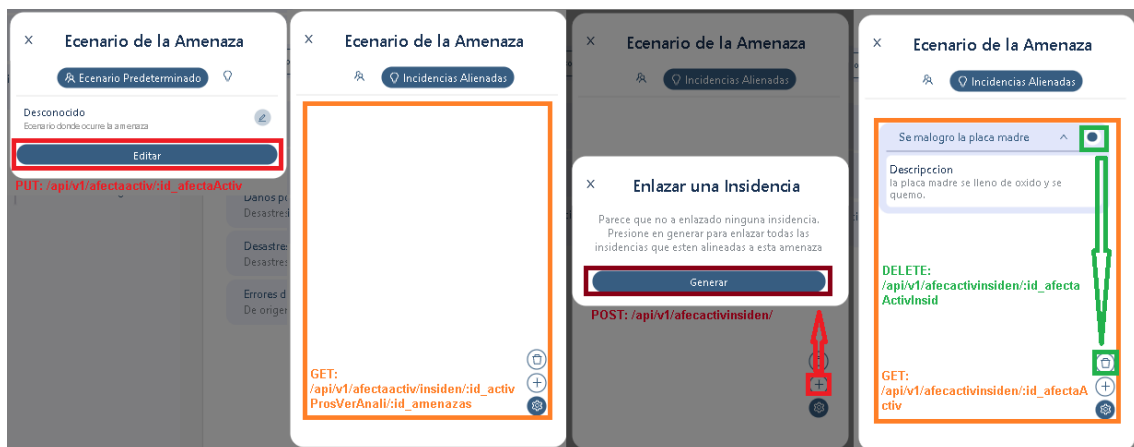 × Ecenario de la Amenaza
Ecenario Predeterminado
Desconocido
Ecenario donde ocurre la amenaza
Editar
PUT: /api/v1/afectaactiv/:id_afectaActiv
Desastre:
Desastre:
Desastre:
Errores d
De origer
× Ecenario de la Amenaza
Incidencias Alienadas
GET:
/api/v1/afectaactiv/insiden/:id_activ
ProsVerAnali/:id_amenazas
× Ecenario de la Amenaza
Incidencias Alienadas
× Enlazar una Insidencia
Parece que no a enlazado ninguna insidencia.
Presione en generar para enlazar todas las
insidencias que esten alineadas a esta amenaza
Generar
POST: /api/v1/afecactivinsiden/
× Ecenario de la Amenaza
Incidencias Alienadas
Se malogro la placa madre
Descripccion
la placa madre se lleno de oxido y se
quemo.
DELETE:
/api/v1/afecactivinsiden/:id_afecta
ActivInsid
GET:
/api/v1/afecactivinsiden/:id_afectaA
ctiv